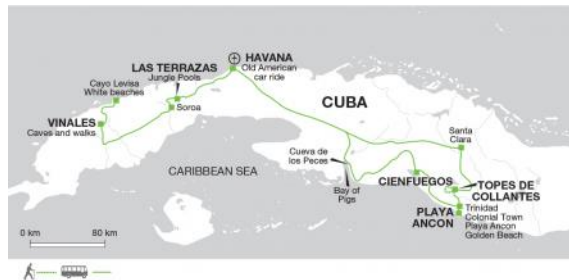 HAVANA
Old American
car ride
LAS TERRAZAS
Jungle Pools
Cayo Levisa
White beaches
Soroa
VINALES
Caves and walks
CUBA
Santa
Clara
Cueva de
los Peces
CARIBBEAN SEA
Bay of
Pigs
CIENFUEGOS
TOPES DE
COLLANTES
PLAYA
ANCON
Trinidad
Colonial Town
Playa Ancon
Golden Beach
0 km
80 km